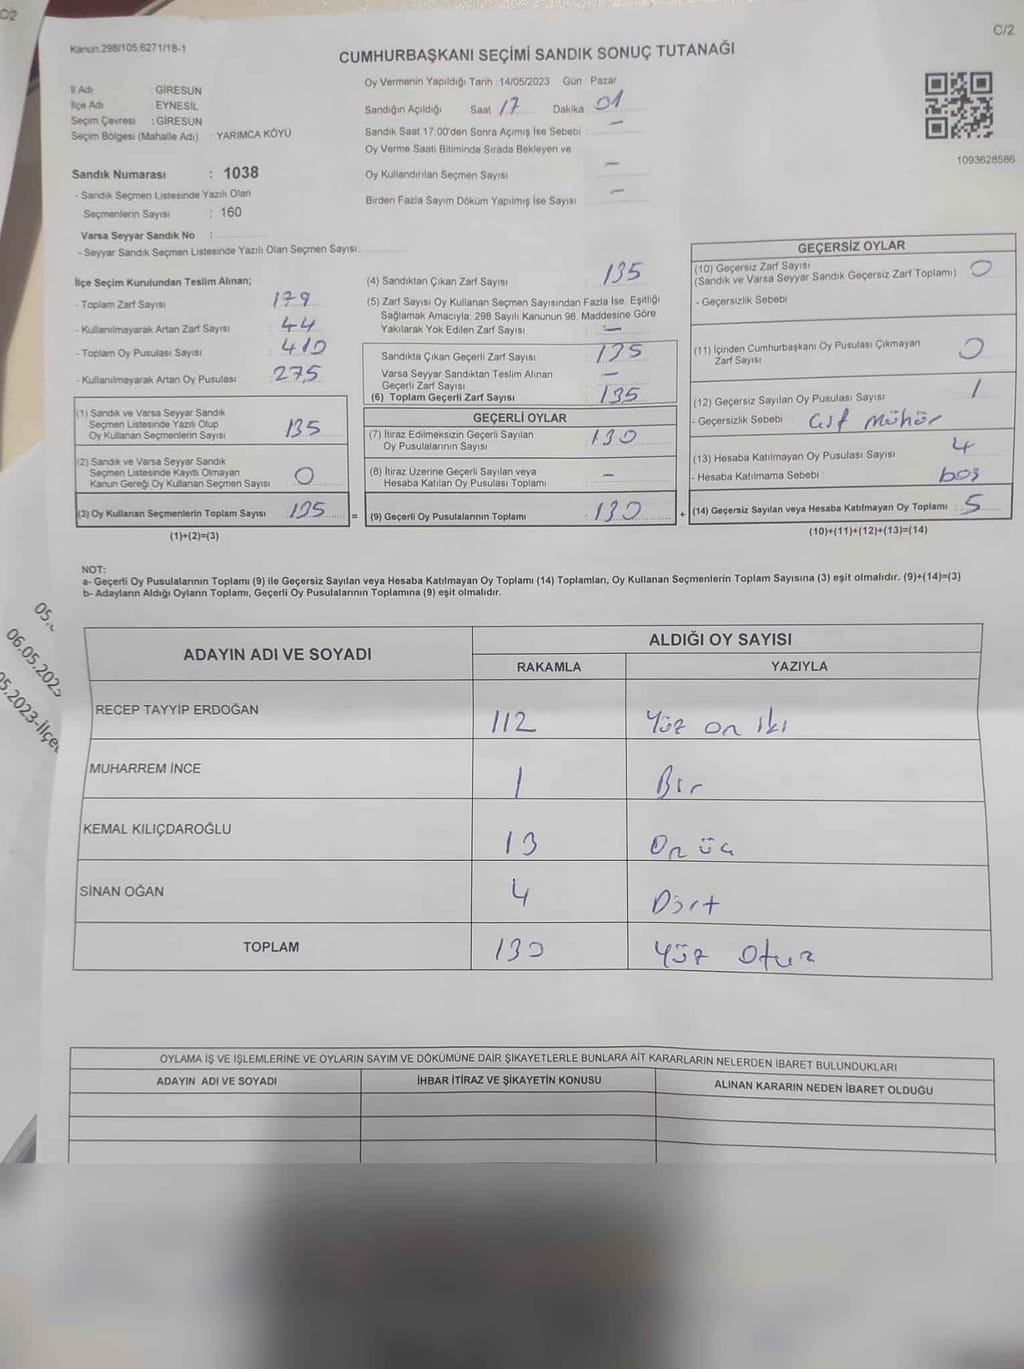 C/2
C/2
Kanun,298/105,6271/18-1
CUMHURBAŞKANI SEÇİMİ SANDIK SONUÇ TUTANAĞI
İl Adı : GİRESUN
İlçe Adı : EYNESİL
Seçim Çevresi : GİRESUN
Seçim Bölgesi (Mahalle Adı) : YARIMCA KÖYÜ
Sandık Numarası : 1038
- Sandık Seçmen Listesinde Yazılı Olan
Seçmenlerin Sayısı : 160
Varsa Seyyar Sandık No :
- Seyyar Sandık Seçmen Listesinde Yazılı Olan Seçmen Sayısı:
Oy Vermenin Yapıldığı Tarih :14/05/2023 Gün : Pazar
Sandığın Açıldığı Saat 17 Dakika 01
Sandık Saat 17:00'den Sonra Açımış İse Sebebi : —
Oy Verme Saati Bitiminde Sırada Bekleyen ve
Oy Kullandırılan Seçmen Sayısı —
Birden Fazla Sayım Döküm Yapılmış İse Sayısı —
1093628586
İlçe Seçim Kurulundan Teslim Alınan;
- Toplam Zarf Sayısı : 179
- Kullanılmayarak Artan Zarf Sayısı : 44
- Toplam Oy Pusulası Sayısı : 410
- Kullanılmayarak Artan Oy Pusulası : 275
(1) Sandık ve Varsa Seyyar Sandık
Seçmen Listesinde Yazılı Olup
Oy Kullanan Seçmenlerin Sayısı : 135
(2) Sandık ve Varsa Seyyar Sandık
Seçmen Listesinde Kayıtlı Olmayan
Kanun Gereği Oy Kullanan Seçmen Sayısı : 0
(3) Oy Kullanan Seçmenlerin Toplam Sayısı : 135 =
(1)+(2)=(3)
(4) Sandıktan Çıkan Zarf Sayısı : 135
(5) Zarf Sayısı Oy Kullanan Seçmen Sayısından Fazla İse, Eşitliği
Sağlamak Amacıyla; 298 Sayılı Kanunun 98. Maddesine Göre
Yakılarak Yok Edilen Zarf Sayısı : —
Sandıkta Çıkan Geçerli Zarf Sayısı : 135
Varsa Seyyar Sandıktan Teslim Alınan
Geçerli Zarf Sayısı : —
(6) Toplam Geçerli Zarf Sayısı : 135
GEÇERLİ OYLAR
(7) İtiraz Edilmeksizin Geçerli Sayılan
Oy Pusulalarının Sayısı : 130
(8) İtiraz Üzerine Geçerli Sayılan veya
Hesaba Katılan Oy Pusulası Toplamı : —
(9) Geçerli Oy Pusulalarının Toplamı : 130 +
GEÇERSİZ OYLAR
(10) Geçersiz Zarf Sayısı
(Sandık ve Varsa Seyyar Sandık Geçersiz Zarf Toplamı) : 0
- Geçersizlik Sebebi
(11) İçinden Cumhurbaşkanı Oy Pusulası Çıkmayan
Zarf Sayısı 0
(12) Geçersiz Sayılan Oy Pusulası Sayısı : 1
- Geçersizlik Sebebi : Çift Mühür
(13) Hesaba Katılmayan Oy Pusulası Sayısı : 4
- Hesaba Katılmama Sebebi : boş
(14) Geçersiz Sayılan veya Hesaba Katılmayan Oy Toplamı : 5
(10)+(11)+(12)+(13)=(14)
NOT:
a- Geçerli Oy Pusulalarının Toplamı (9) ile Geçersiz Sayılan veya Hesaba Katılmayan Oy Toplamı (14) Toplamları, Oy Kullanan Seçmenlerin Toplam Sayısına (3) eşit olmalıdır. (9)+(14)=(3)
b- Adayların Aldığı Oyların Toplamı, Geçerli Oy Pusulalarının Toplamına (9) eşit olmalıdır.
06.05.2023
05.2023-İlçe
ADAYIN ADI VE SOYADI
ALDIĞI OY SAYISI
RAKAMLA YAZIYLA
RECEP TAYYİP ERDOĞAN 112 Yüz on iki
MUHARREM İNCE 1 Bir
KEMAL KILIÇDAROĞLU 13 On üç
SİNAN OĞAN 4 Dört
TOPLAM 130 Yüz Otuz
OYLAMA İŞ VE İŞLEMLERİNE VE OYLARIN SAYIM VE DÖKÜMÜNE DAİR ŞİKAYETLERLE BUNLARA AİT KARARLARIN NELERDEN İBARET BULUNDUKLARI
ADAYIN ADI VE SOYADI İHBAR İTİRAZ VE ŞİKAYETİN KONUSU ALINAN KARARIN NEDEN İBARET OLDUĞU